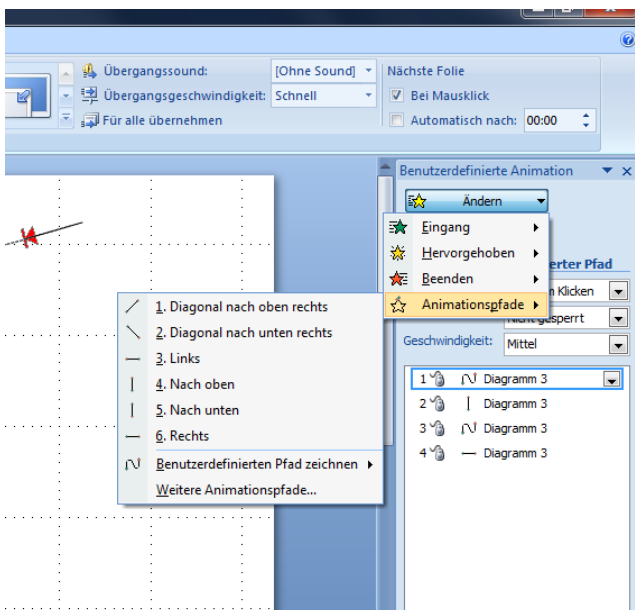 Übergangssound: [Ohne Sound] Nächste Folie
Übergangsgeschwindigkeit: Schnell Bei Mausklick
Für alle übernehmen Automatisch nach: 00:00
Benutzerdefinierte Animation
Ändern
Eingang
Hervorgehoben
Beenden
Animationspfade
erter Pfad
Klicken
Nicht gesperrt
Geschwindigkeit: Mittel
1. Diagonal nach oben rechts
2. Diagonal nach unten rechts
3. Links
4. Nach oben
5. Nach unten
6. Rechts
Benutzerdefinierten Pfad zeichnen
Weitere Animationspfade...
1 Diagramm 3
2 Diagramm 3
3 Diagramm 3
4 Diagramm 3